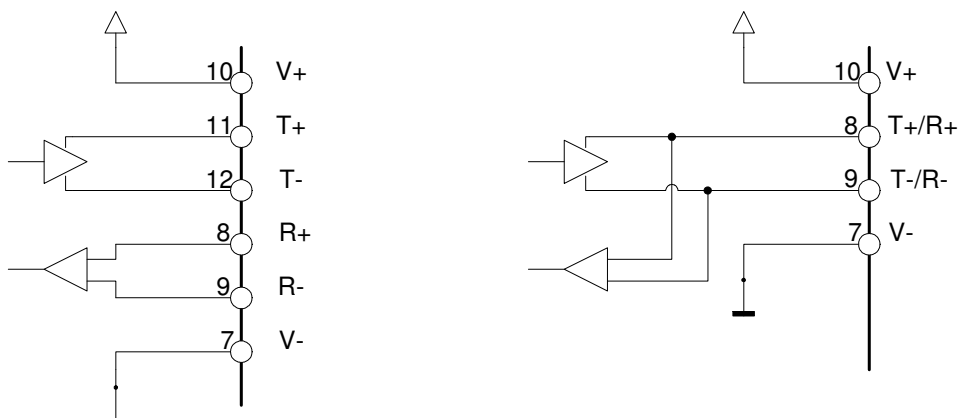 10 V+
11 T+
12 T-
8 R+
9 R-
7 V-
10 V+
8 T+/R+
9 T-/R-
7 V-